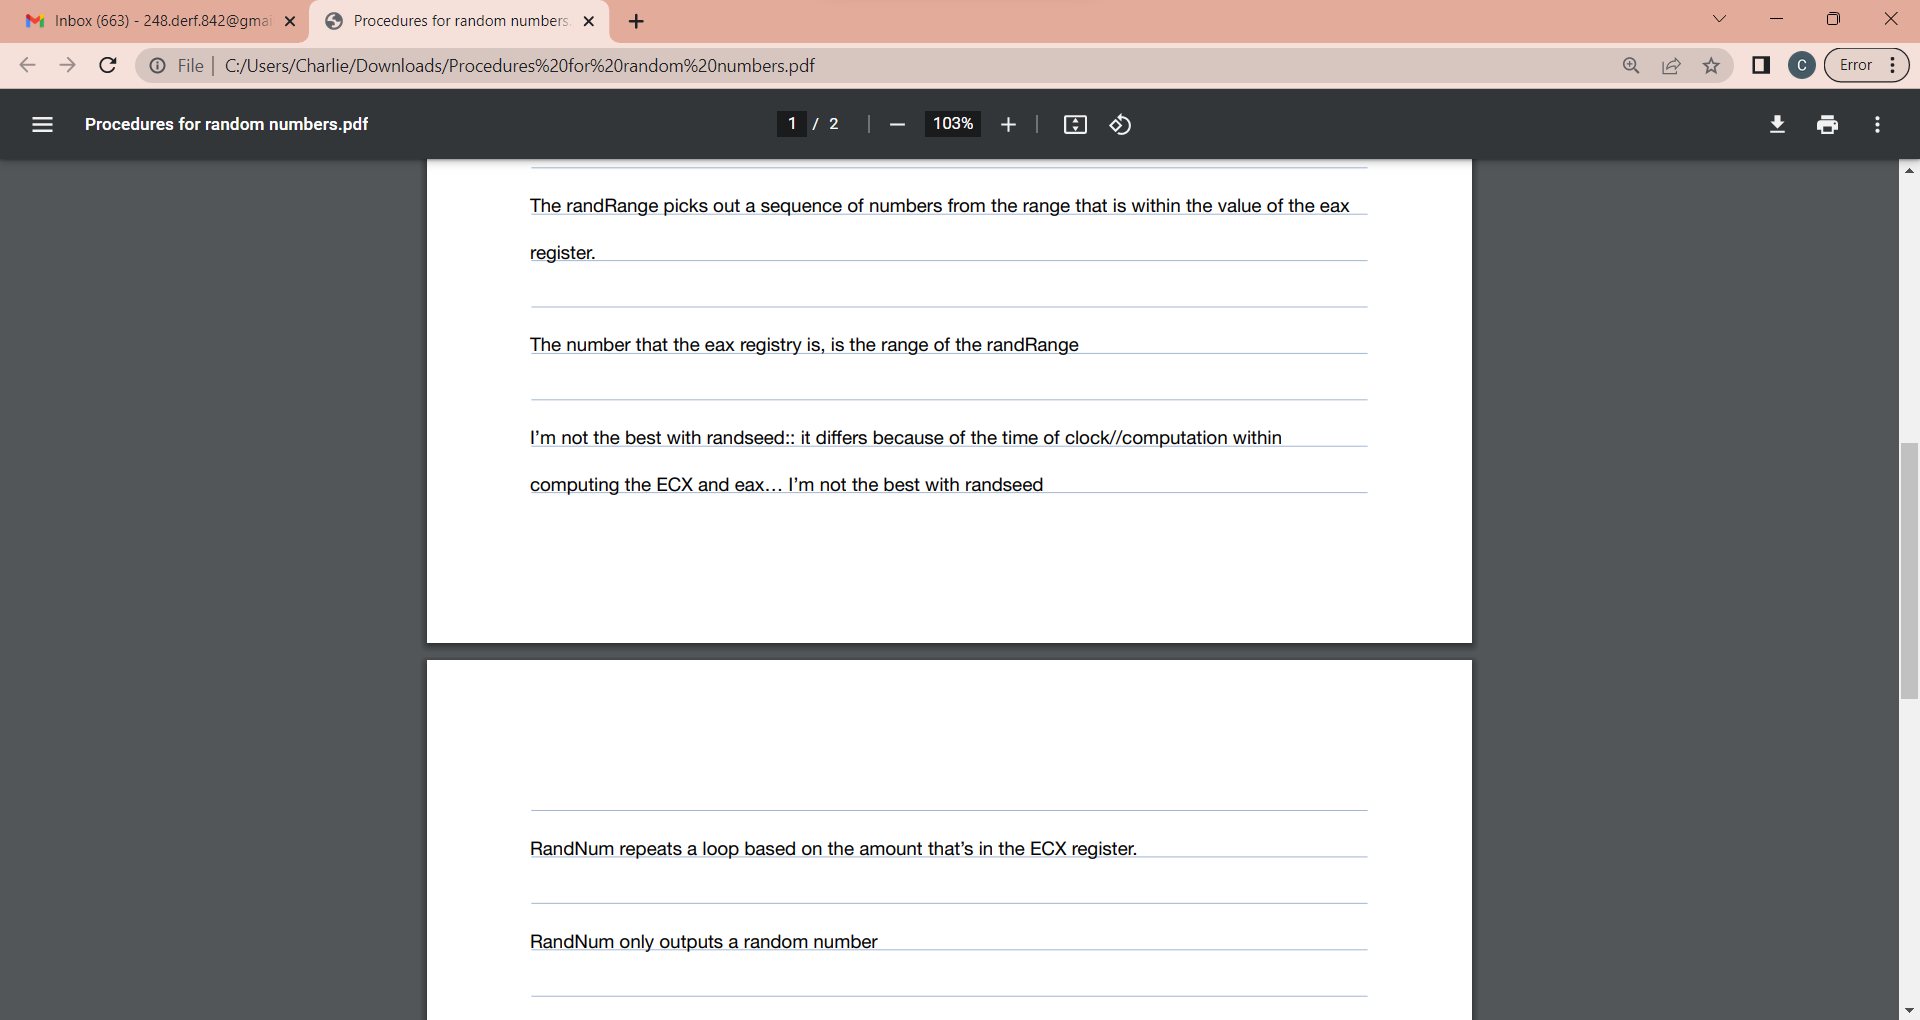 Inbox (663) - 248.derf.842@gmai
Procedures for random numbers.
File | C:/Users/Charlie/Downloads/Procedures%20for%20random%20numbers.pdf
C
Error
Procedures for random numbers.pdf
1 / 2
103%
The randRange picks out a sequence of numbers from the range that is within the value of the eax
register.
The number that the eax registry is, is the range of the randRange
I'm not the best with randseed:: it differs because of the time of clock//computation within
computing the ECX and eax... I'm not the best with randseed
RandNum repeats a loop based on the amount that's in the ECX register.
RandNum only outputs a random number